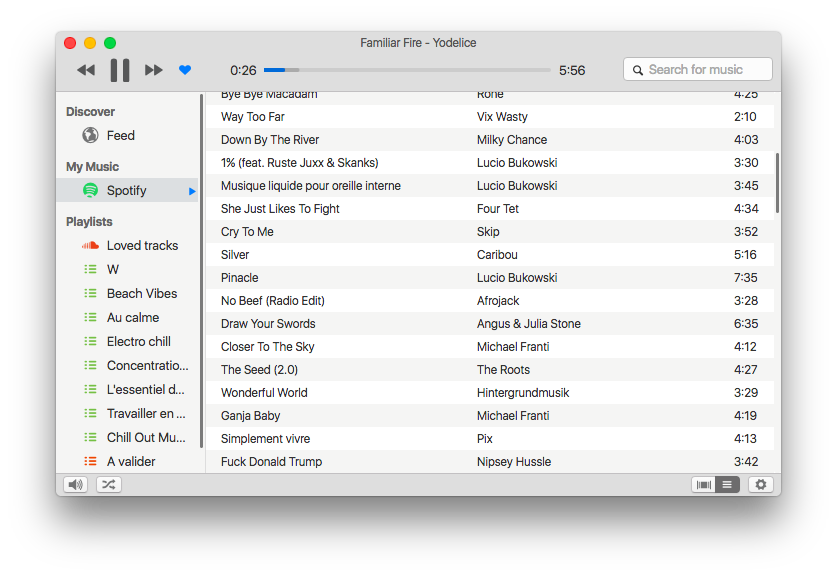 Familiar Fire - Yodelice
0:26 5:56 Search for music
Discover
Feed
My Music
Spotify
Playlists
Loved tracks
W
Beach Vibes
Au calme
Electro chill
Concentratio...
L'essentiel d...
Travailler en ...
Chill Out Mu...
A valider
Bye Bye Macadam Rone 4:25
Way Too Far Vix Wasty 2:10
Down By The River Milky Chance 4:03
1% (feat. Ruste Juxx & Skanks) Lucio Bukowski 3:30
Musique liquide pour oreille interne Lucio Bukowski 3:45
She Just Likes To Fight Four Tet 4:34
Cry To Me Skip 3:52
Silver Caribou 5:16
Pinacle Lucio Bukowski 7:35
No Beef (Radio Edit) Afrojack 3:28
Draw Your Swords Angus & Julia Stone 6:35
Closer To The Sky Michael Franti 4:12
The Seed (2.0) The Roots 4:27
Wonderful World Hintergrundmusik 3:29
Ganja Baby Michael Franti 4:19
Simplement vivre Pix 4:13
Fuck Donald Trump Nipsey Hussle 3:42